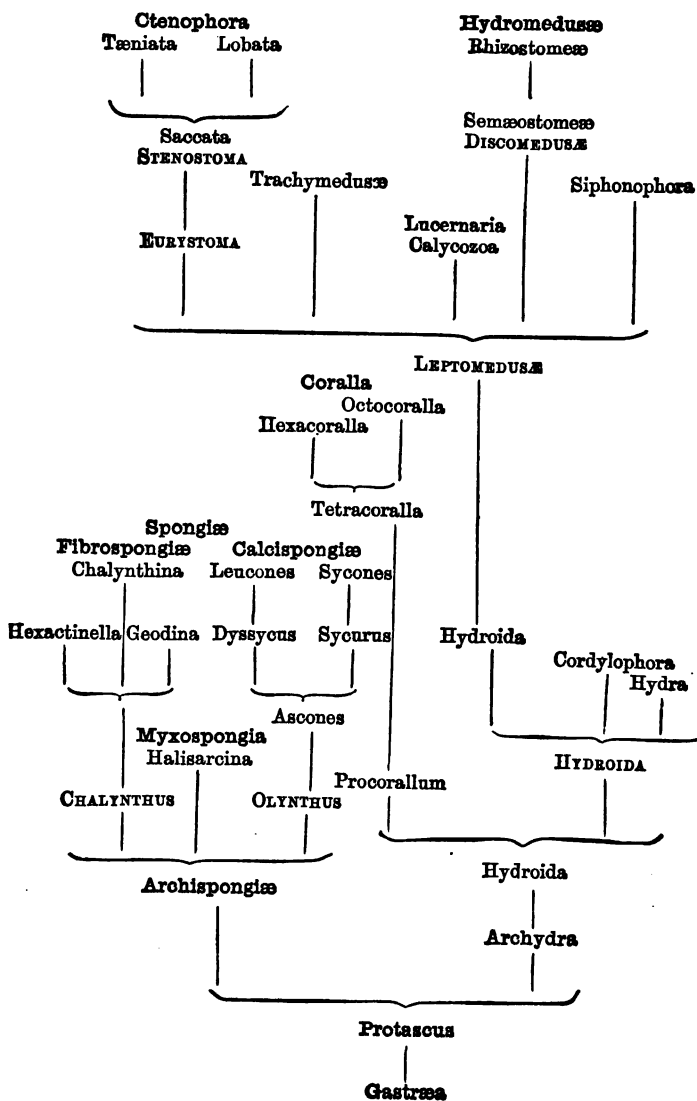 Ctenophora
Tæniata Lobata
Hydromedusæ
Rhizostomeæ
Saccata
STENOSTOMA
Semæostomeæ
DISCOMEDUSÆ
Trachymedusæ
Siphonophora
EURYSTOMA
Lucernaria
Calycozoa
LEPTOMEDUSÆ
Coralla
Octocoralla
Hexacoralla
Tetracoralla
Spongiæ
Fibrospongiæ Calcispongiæ
Chalynthina Leucones Sycones
Hexactinella Geodina Dyssycus Sycurus Hydroida
Cordylophora
Hydra
Ascones
Myxospongia
Halisarcina
HYDROIDA
Procorallum
CHALYNTHUS OLYNTHUS
Hydroida
Archispongiæ
Archydra
Protascus
Gastræa